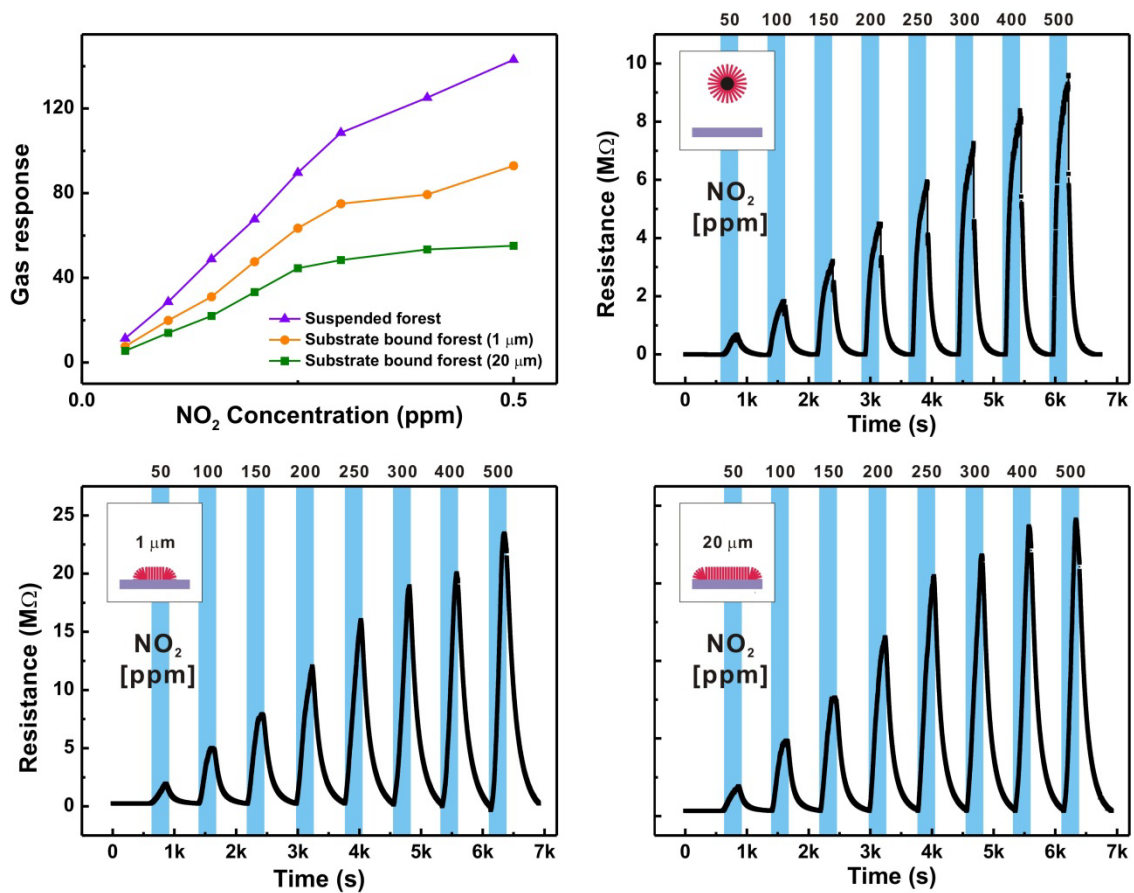 Gas response
120
80
40
0
Suspended forest
Substrate bound forest (1 μm)
Substrate bound forest (20 μm)
0.0 0.5
NO₂ Concentration (ppm)
50 100 150 200 250 300 400 500
Resistance (MΩ)
10
8
6
4
2
0
NO₂
[ppm]
0 1k 2k 3k 4k 5k 6k 7k
Time (s)
50 100 150 200 250 300 400 500
Resistance (MΩ)
25
20
15
10
5
0
1 μm
NO₂
[ppm]
0 1k 2k 3k 4k 5k 6k 7k
Time (s)
50 100 150 200 250 300 400 500
20 μm
NO₂
[ppm]
0 1k 2k 3k 4k 5k 6k 7k
Time (s)